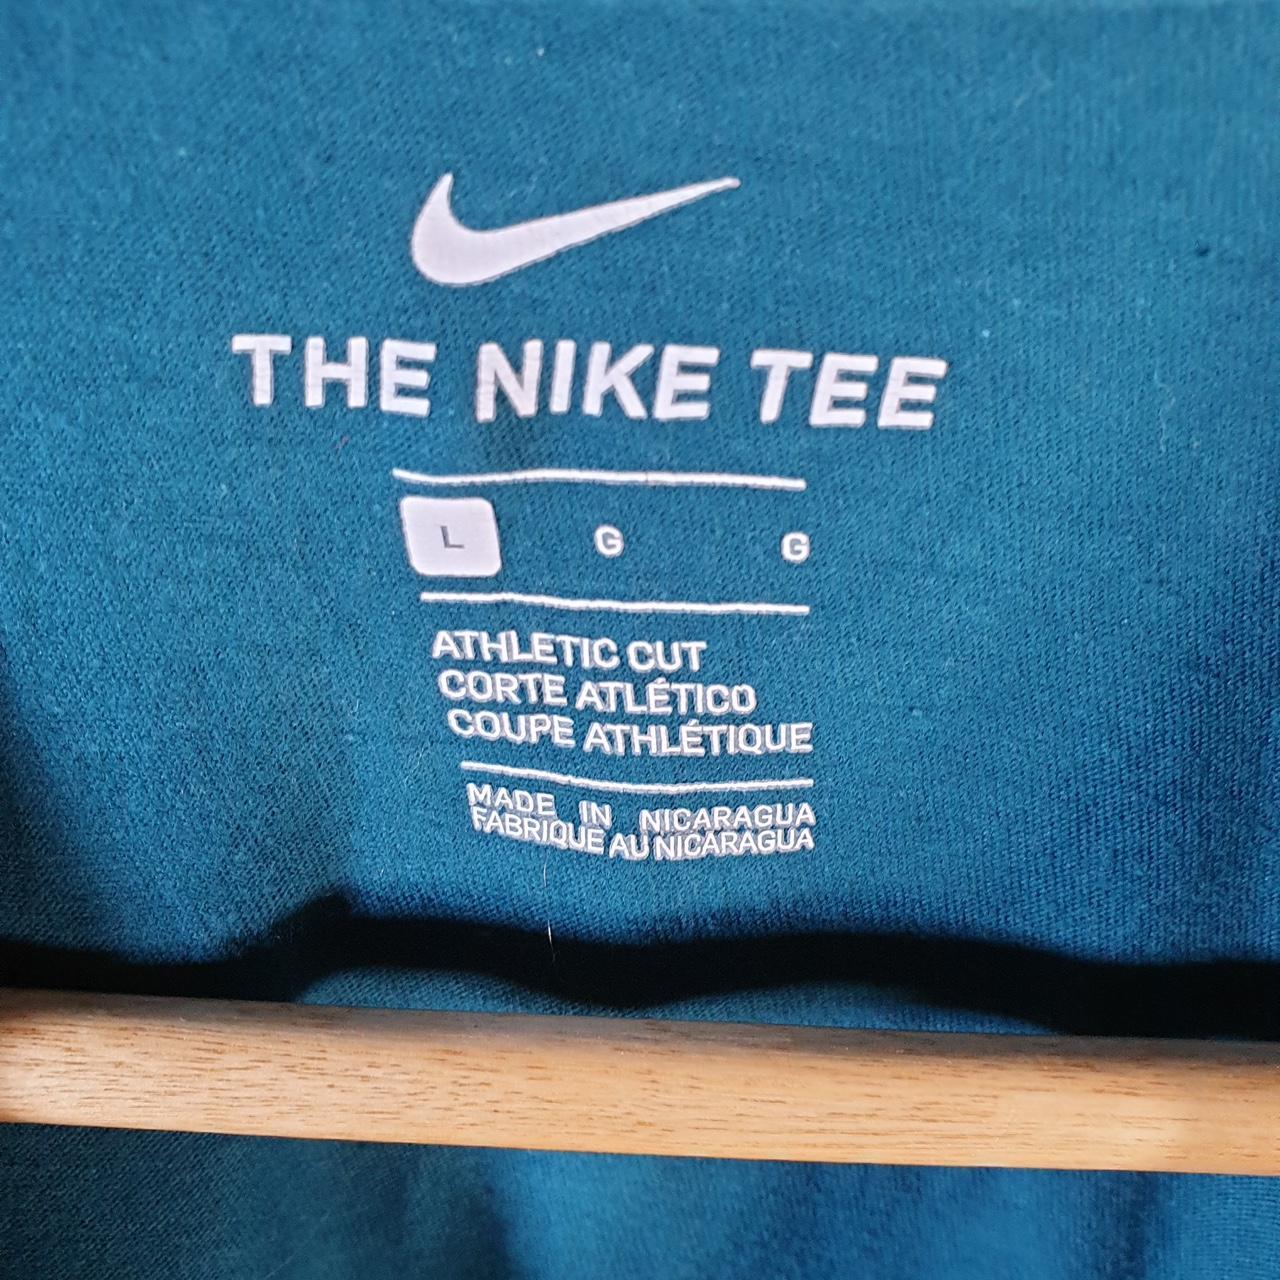 THE NIKE TEE
L G G
ATHLETIC CUT
CORTE ATLÉTICO
COUPE ATHLÉTIQUE
MADE IN NICARAGUA
FABRIQUE AU NICARAGUA